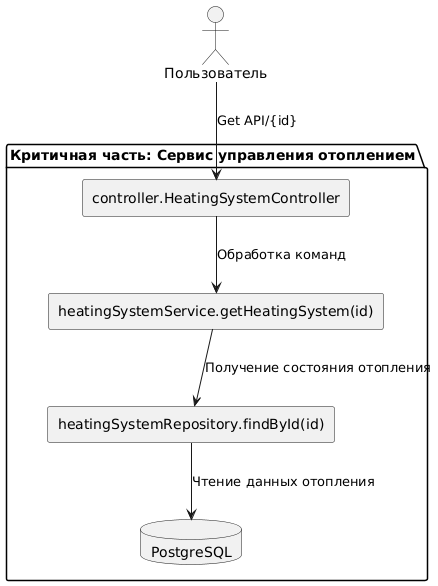 Пользователь
Get API/{id}
Критичная часть: Сервис управления отоплением
controller.HeatingSystemController
Обработка команд
heatingSystemService.getHeatingSystem(id)
Получение состояния отопления
heatingSystemRepository.findById(id)
Чтение данных отопления
PostgreSQL